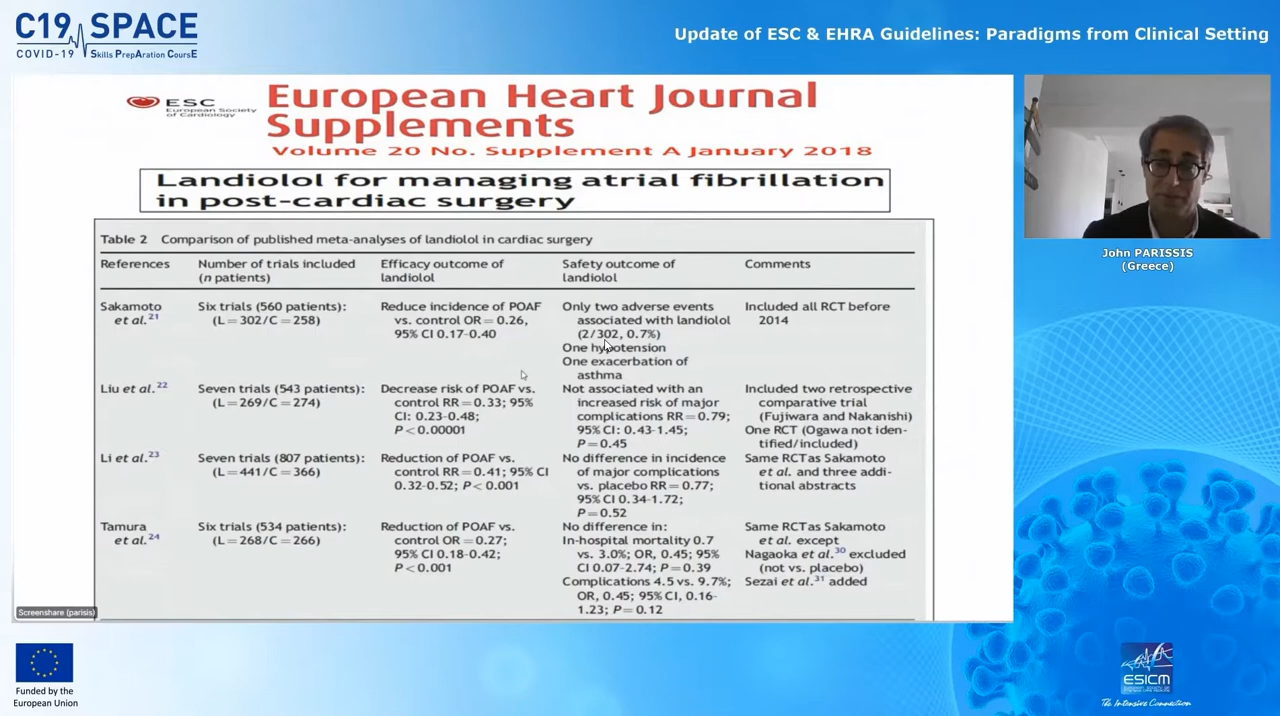 C19 SPACE
COVID-19 Skills PrepAration CoursE
Update of ESC & EHRA Guidelines: Paradigms from Clinical Setting
ESC
European Society
of Cardiology
European Heart Journal
Supplements
Volume 20 No. Supplement A January 2018
Landiolol for managing atrial fibrillation
in post-cardiac surgery
Table 2 Comparison of published meta-analyses of landiolol in cardiac surgery
References
Number of trials included
(n patients)
Efficacy outcome of
landiolol
Safety outcome of
landiolol
Comments
Sakamoto
et al.21
Six trials (560 patients):
(L=302/C=258)
Reduce incidence of POAF
vs. control OR=0.26,
95% CI 0.17-0.40
Only two adverse events
associated with landiolol
(2/302, 0.7%)
One hypotension
One exacerbation of
asthma
Included all RCT before
2014
Liu et al.22
Seven trials (543 patients):
(L=269/C=274)
Decrease risk of POAF vs.
control RR=0.33; 95%
CI: 0.23-0.48;
P<0.00001
Not associated with an
increased risk of major
complications RR=0.79;
95% CI: 0.43-1.45;
P=0.45
Included two retrospective
comparative trial
(Fujiwara and Nakanishi)
One RCT (Ogawa not iden-
tified/included)
Li et al.23
Seven trials (807 patients):
(L=441/C=366)
Reduction of POAF vs.
control RR=0.41; 95% CI
0.32-0.52; P<0.001
No difference in incidence
of major complications
vs. placebo RR=0.77;
95% CI 0.34-1.72;
P=0.52
Same RCT as Sakamoto
et al. and three addi-
tional abstracts
Tamura
et al.24
Six trials (534 patients):
(L=268/C=266)
Reduction of POAF vs.
control OR=0.27;
95% CI 0.18-0.42;
P<0.001
No difference in:
In-hospital mortality 0.7
vs. 3.0%; OR, 0.45; 95%
CI 0.07-2.74; P=0.39
Complications 4.5 vs. 9.7%;
OR, 0.45; 95% CI, 0.16-
1.23; P=0.12
Same RCT as Sakamoto
et al. except
Nagaoka et al.30 excluded
(not vs. placebo)
Sezai et al.31 added
Screenshare (parisis)
John PARISSIS
(Greece)
Funded by the
European Union
ESICM
The Intensive Connection